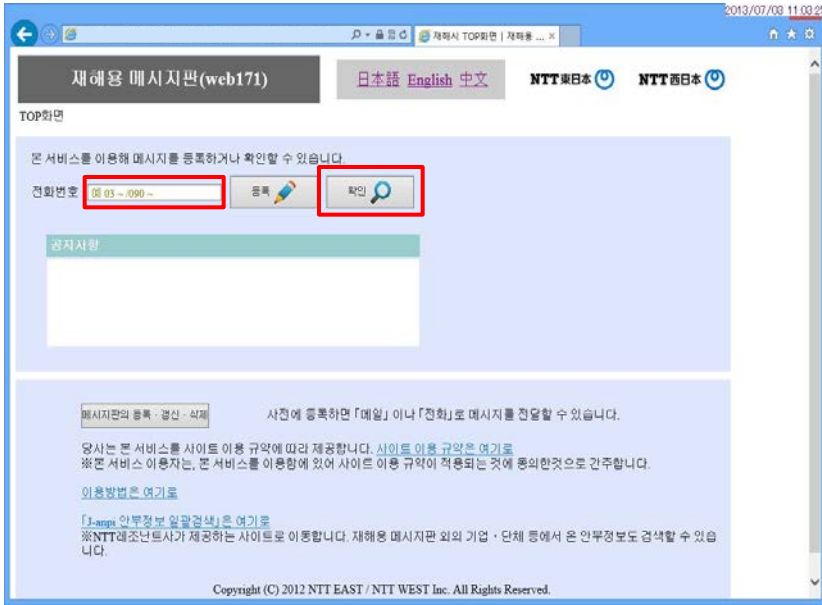 2013/07/03 11:03:2
재해시 TOP화면 | 재해용 ... ×
재해용 메시지판(web171)
日本語 English 中文
NTT東日本
NTT西日本
TOP화면
본 서비스를 이용해 메시지를 등록하거나 확인할 수 있습니다.
전화번호
예 03 ~ /090 ~
등록
확인
공지사항
메시지판의 등록・갱신・삭제
사전에 등록하면 「메일」 이나 「전화」로 메시지를 전달할 수 있습니다.
당사는 본 서비스를 사이트 이용 규약에 따라 제공합니다. 사이트 이용 규약은 여기로
※본 서비스 이용자는, 본 서비스를 이용함에 있어 사이트 이용 규약이 적용되는 것에 동의한것으로 간주합니다.
이용방법은 여기로
「J-anpi 안부정보 일괄검색」은 여기로
※NTT레조난트사가 제공하는 사이트로 이동합니다. 재해용 메시지판 외의 기업・단체 등에서 온 안부정보도 검색할 수 있습
니다.
Copyright (C) 2012 NTT EAST / NTT WEST Inc. All Rights Reserved.